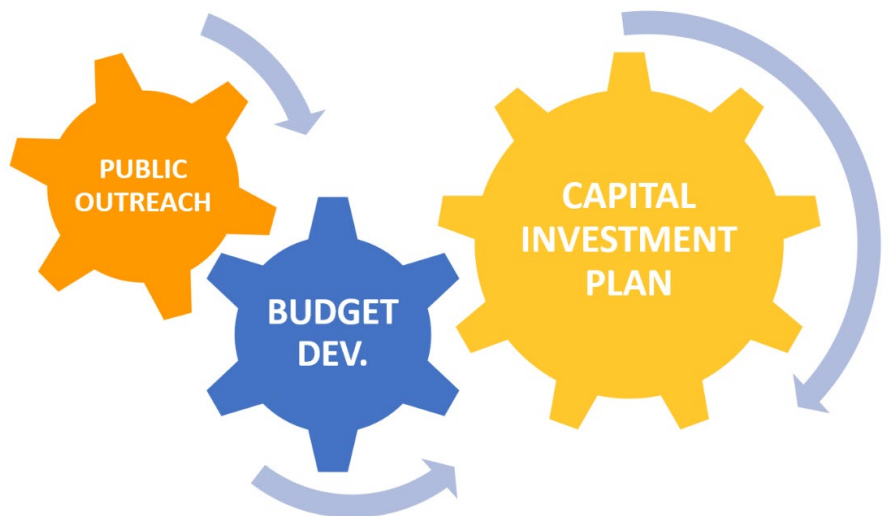 PUBLIC
OUTREACH
BUDGET
DEV.
CAPITAL
INVESTMENT
PLAN